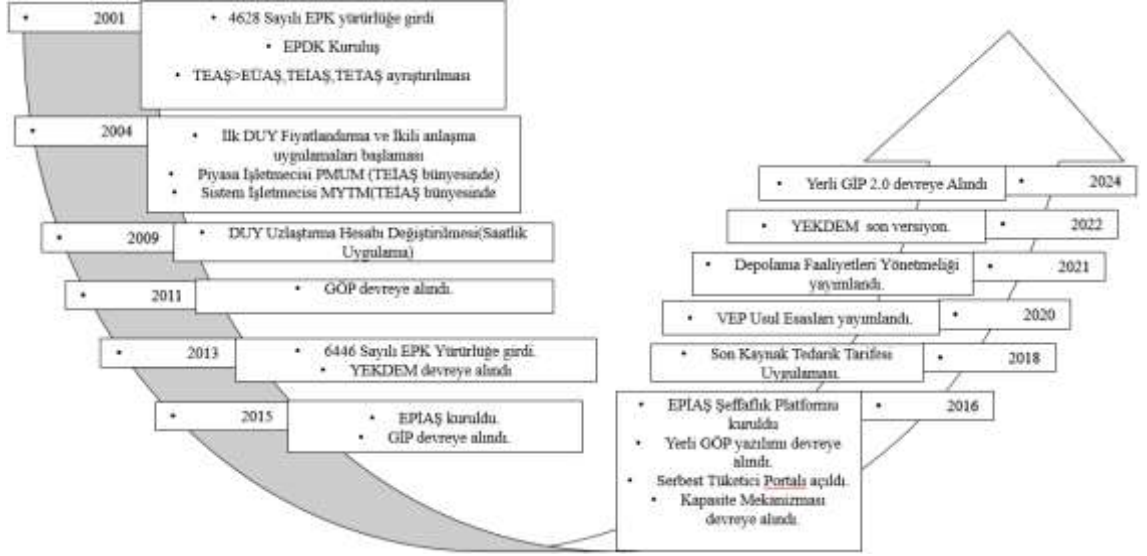 • 2001
• 4628 Sayılı EPK yürürlüğe girdi
• EPDK Kuruluş
• TEAŞ>EÜAŞ,TEİAŞ,TETAŞ ayrıştırılması
• 2004
• İlk DUY Fiyatlandırma ve İkili anlaşma
uygulamaları başlaması
• Piyasa İşletmecisi PMUM (TEİAŞ bünyesinde)
• Sistem İşletmecisi MYTM(TEİAŞ bünyesinde
• 2009
• DUY Uzlaştırma Hesabı Değiştirilmesi(Saatlik
Uygulama)
• 2011
• GÖP devreye alındı.
• 2013
• 6446 Sayılı EPK Yürürlüğe girdi.
• YEKDEM devreye alındı
• 2015
• EPİAŞ kuruldu.
• GİP devreye alındı.
• EPİAŞ Şeffaflık Platformu
kuruldu
• Yerli GÖP yazılımı devreye
alındı.
• Serbest Tüketici Portalı açıldı.
• Kapasite Mekanizması
devreye alındı.
• 2016
• Son Kaynak Tedarik Tarifesi
Uygulaması.
• 2018
• VEP Usul Esasları yayımlandı.
• 2020
• Depolama Faaliyetleri Yönetmeliği
yayımlandı.
• 2021
• YEKDEM son versiyon.
• 2022
• Yerli GİP 2.0 devreye Alındı
• 2024